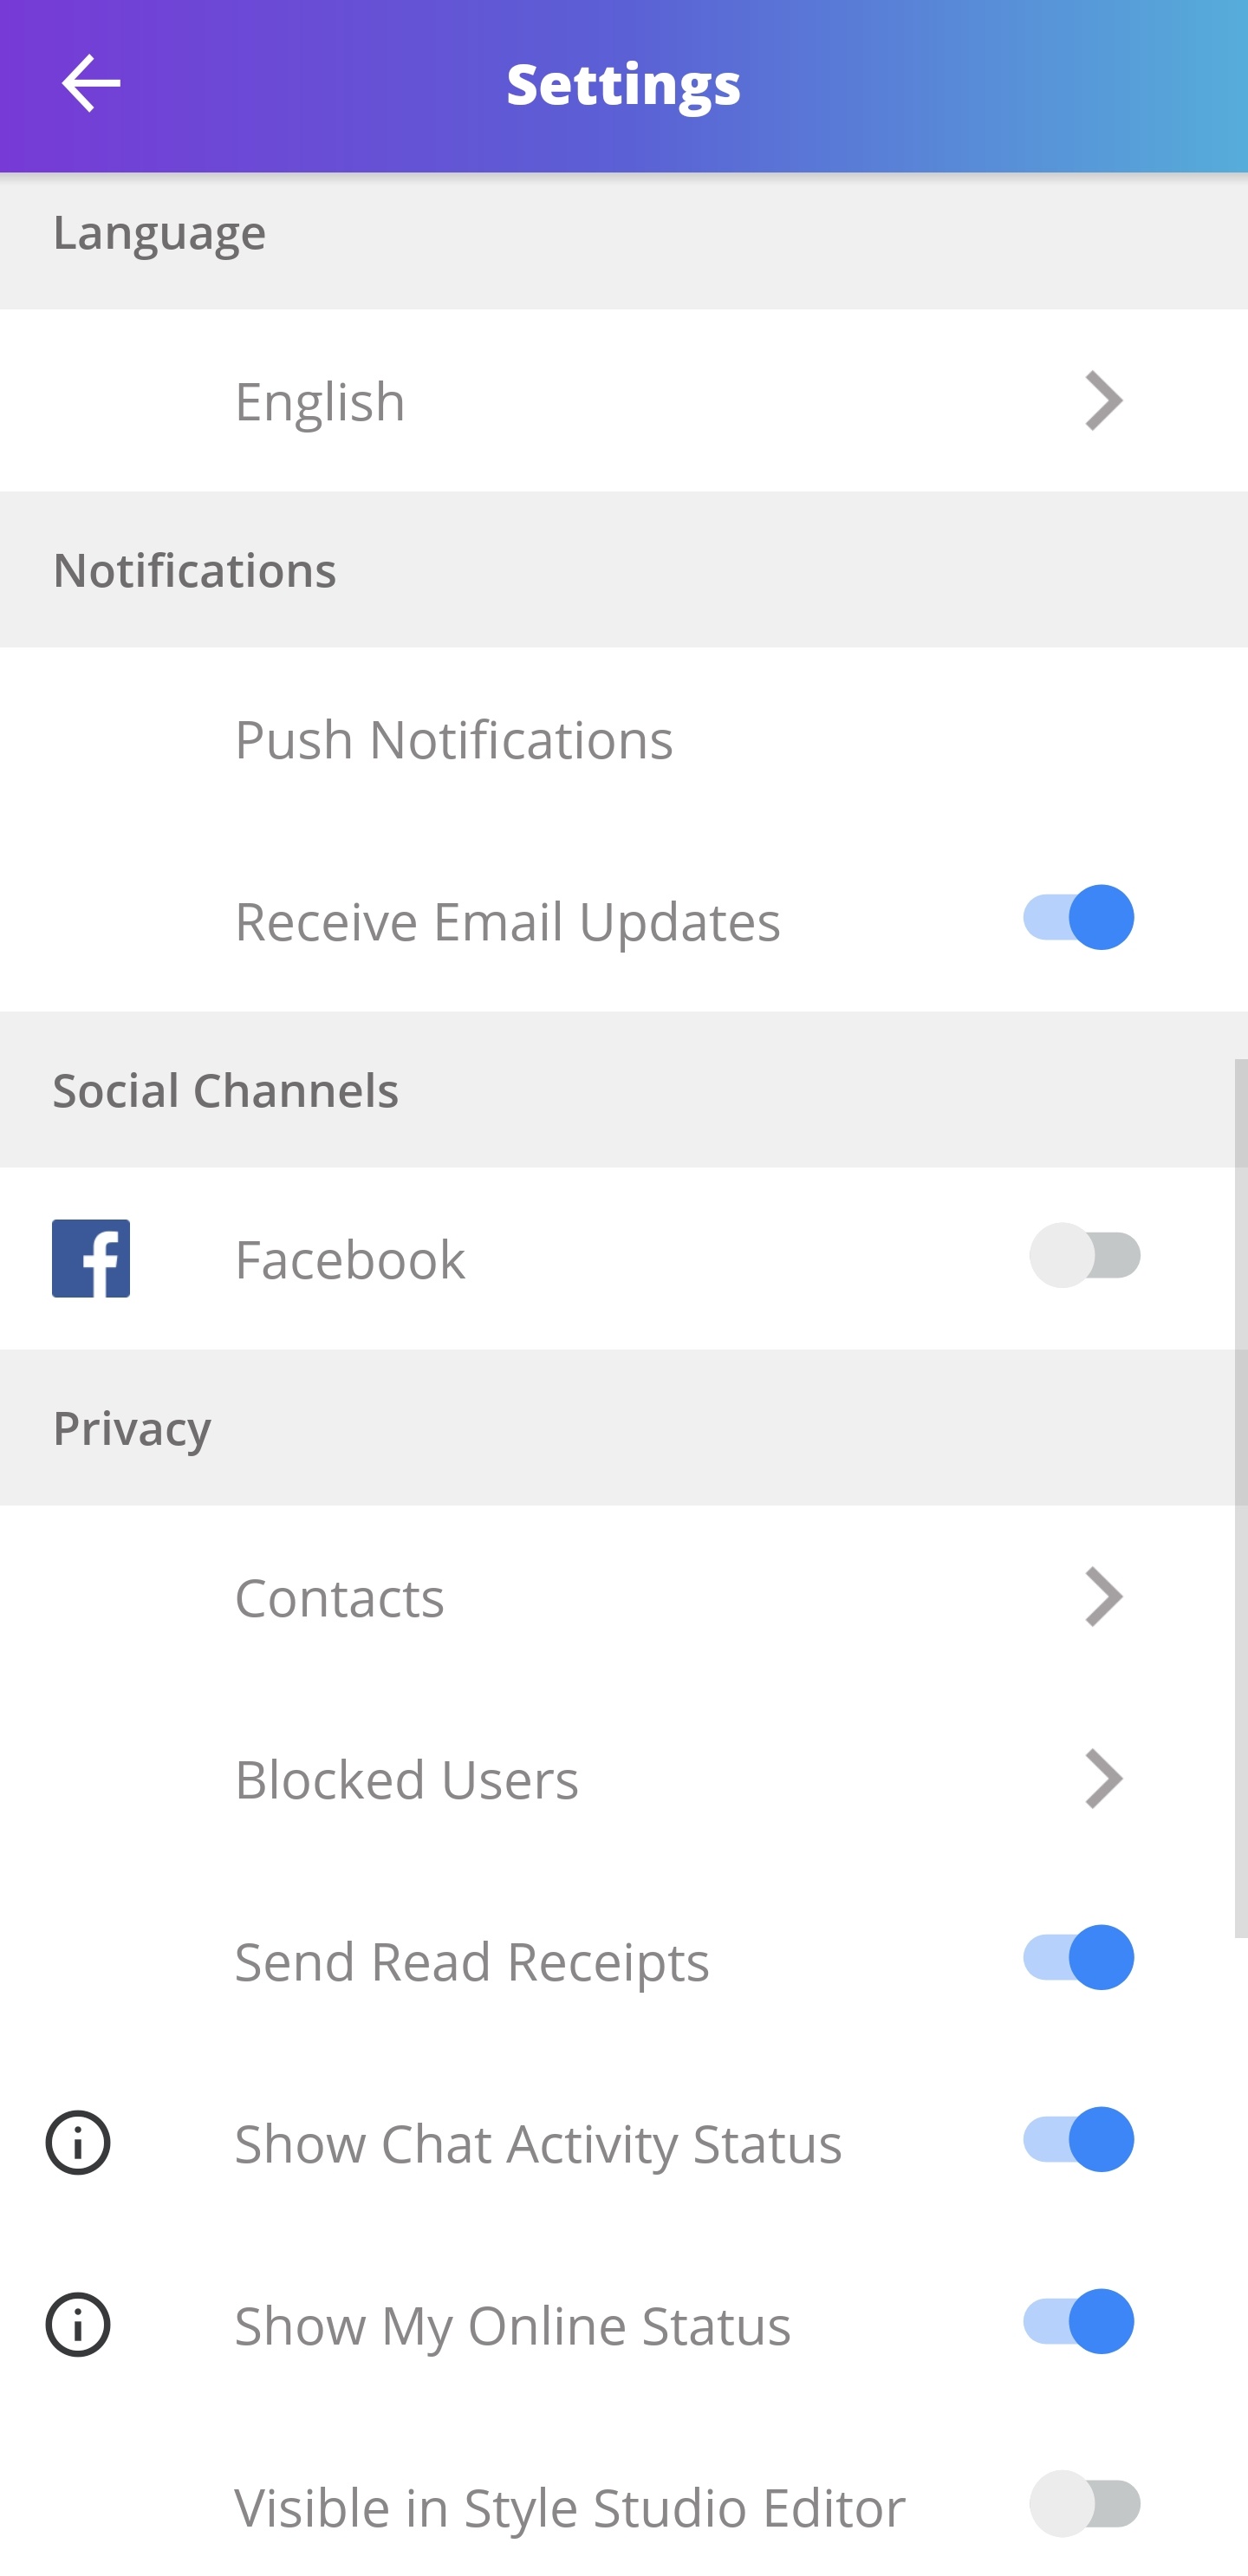 Settings
Language
English
Notifications
Push Notifications
Receive Email Updates
Social Channels
Facebook
Privacy
Contacts
Blocked Users
Send Read Receipts
Show Chat Activity Status
Show My Online Status
Visible in Style Studio Editor